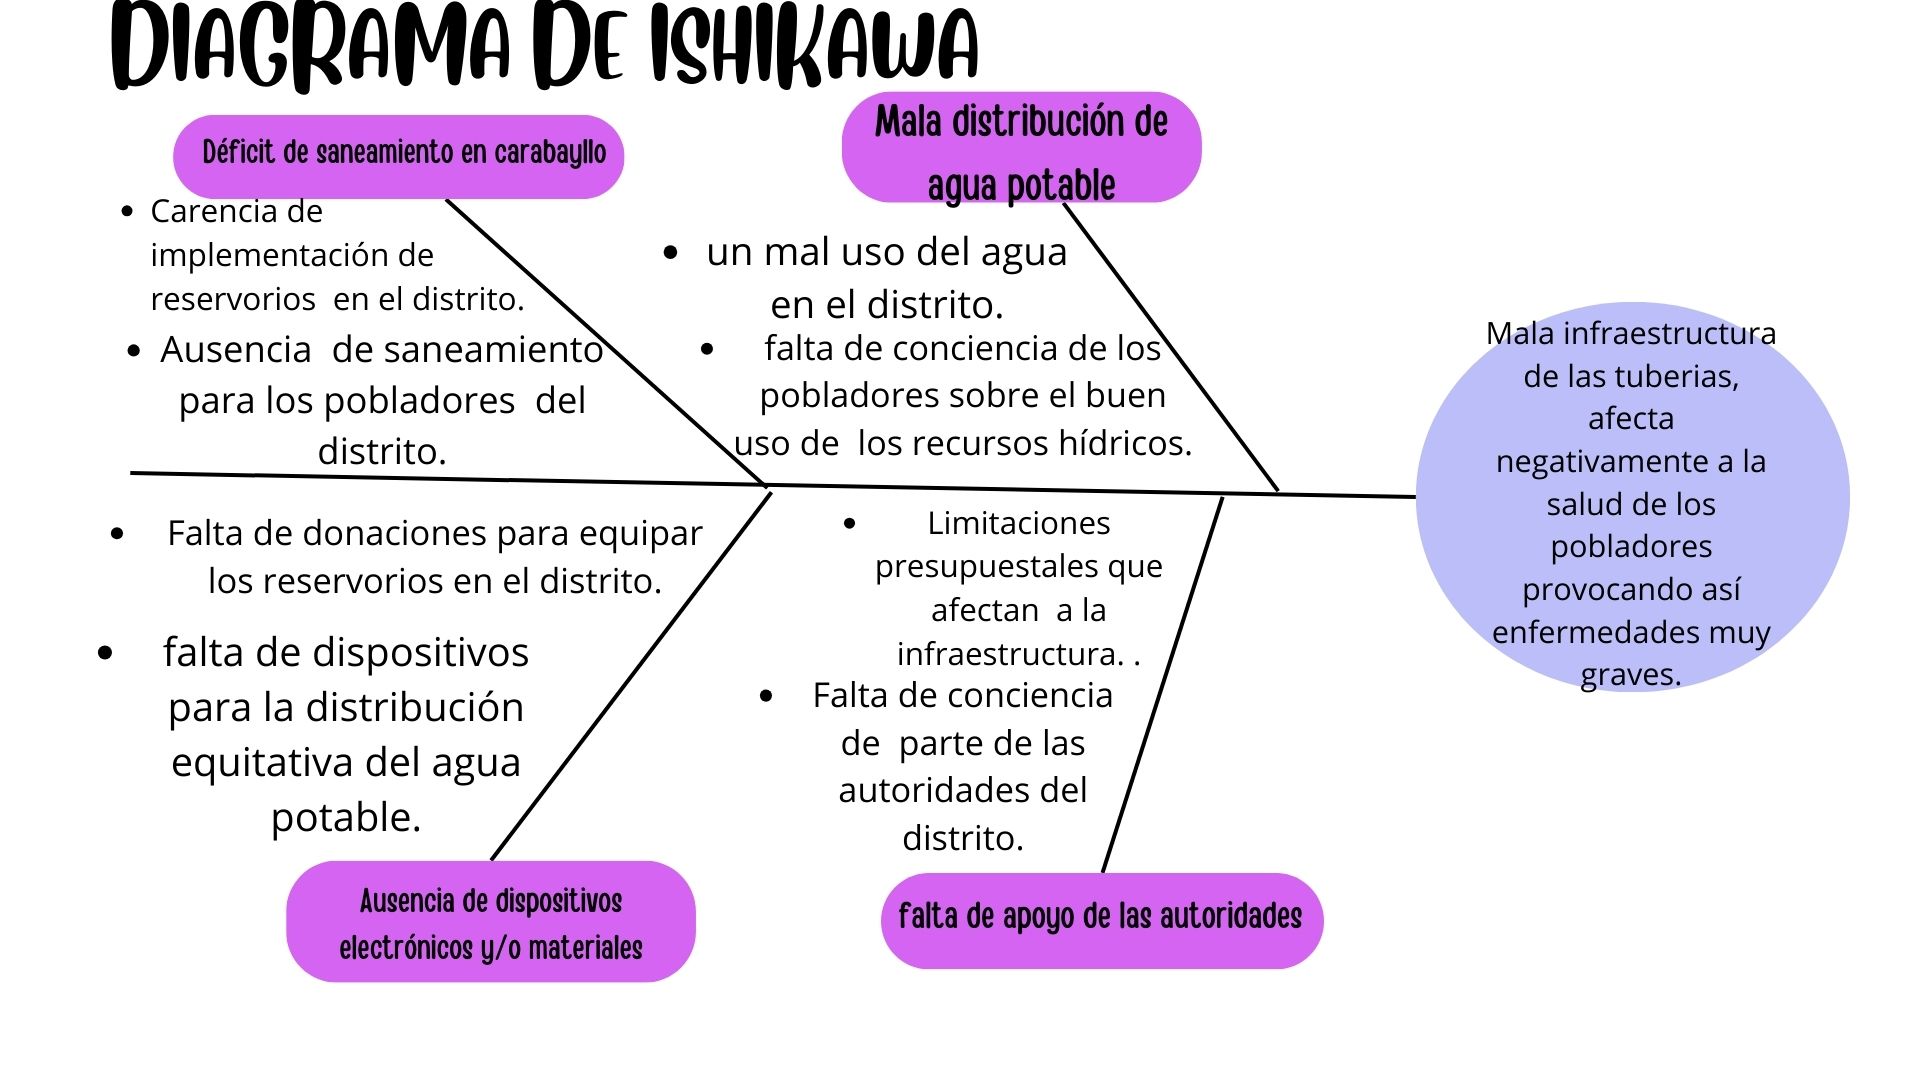 DIAGRAMA DE ISHIKAWA
Déficit de saneamiento en carabayllo
• Carencia de
implementación de
reservorios en el distrito.
• Ausencia de saneamiento
para los pobladores del
distrito.
Mala distribución de
agua potable
• un mal uso del agua
en el distrito.
• falta de conciencia de los
pobladores sobre el buen
uso de los recursos hídricos.
• Falta de donaciones para equipar
los reservorios en el distrito.
• falta de dispositivos
para la distribución
equitativa del agua
potable.
Ausencia de dispositivos
electrónicos y/o materiales
• Limitaciones
presupuestales que
afectan a la
infraestructura. .
• Falta de conciencia
de parte de las
autoridades del
distrito.
falta de apoyo de las autoridades
Mala infraestructura
de las tuberias,
afecta
negativamente a la
salud de los
pobladores
provocando así
enfermedades muy
graves.